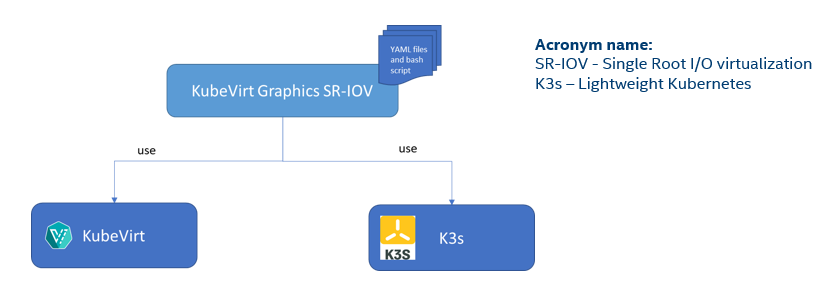 YAML files
and bash
script
KubeVirt Graphics SR-IOV
Acronym name:
SR-IOV - Single Root I/O virtualization
K3s – Lightweight Kubernetes
use
use
KubeVirt
K3S
K3s